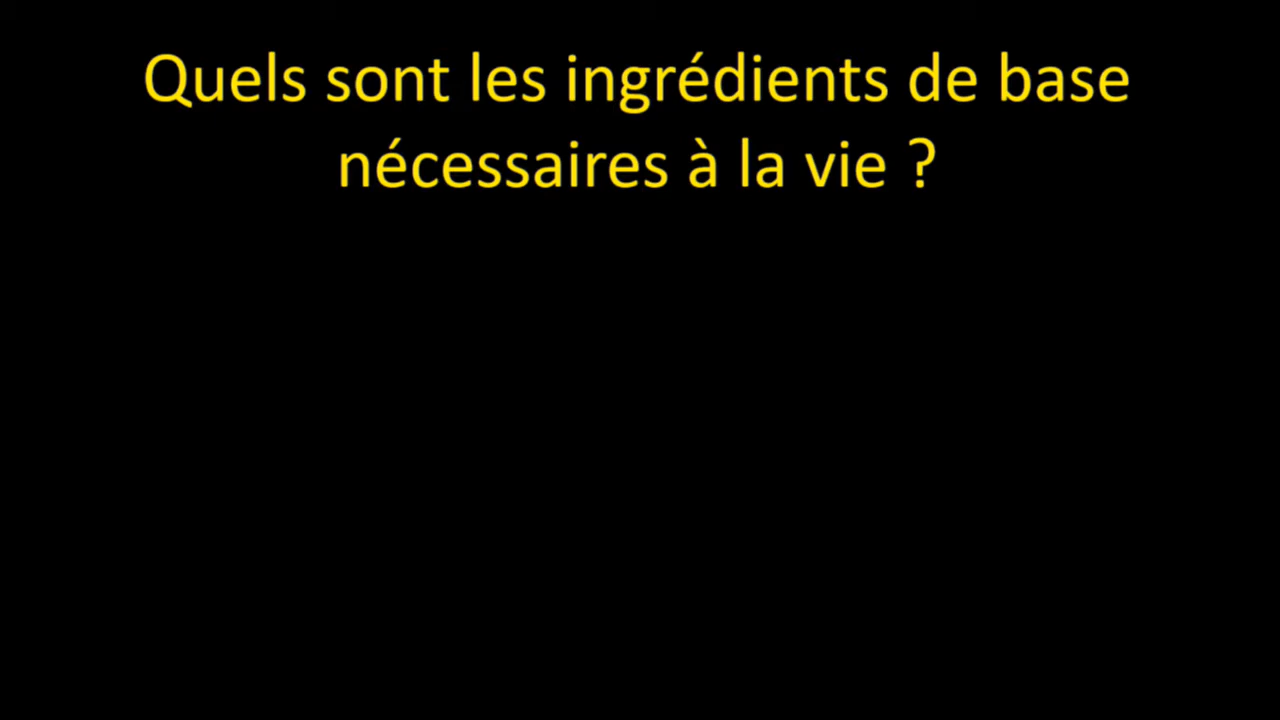 Quels sont les ingrédients de base
nécessaires à la vie ?